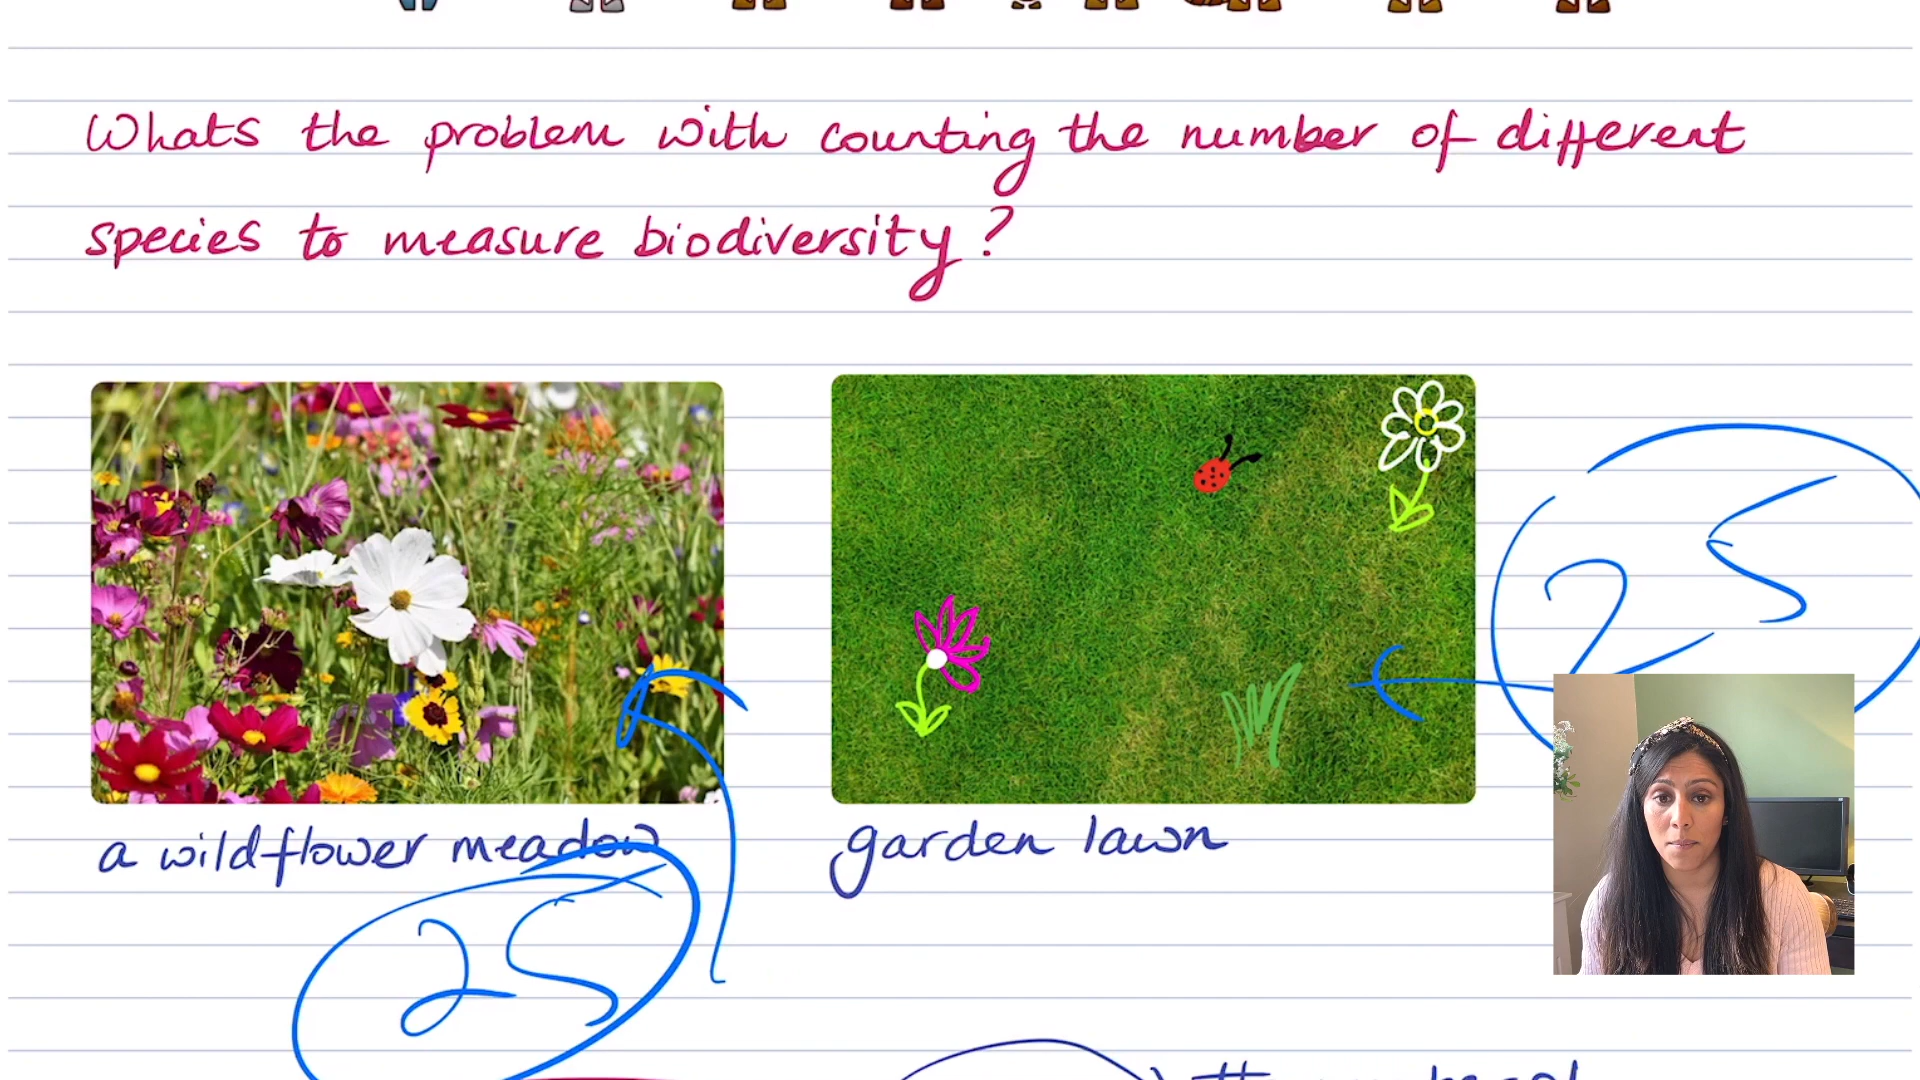 Whats the problem with counting the number of different
species to measure biodiversity?
25
a wildflower meadow
garden lawn
25